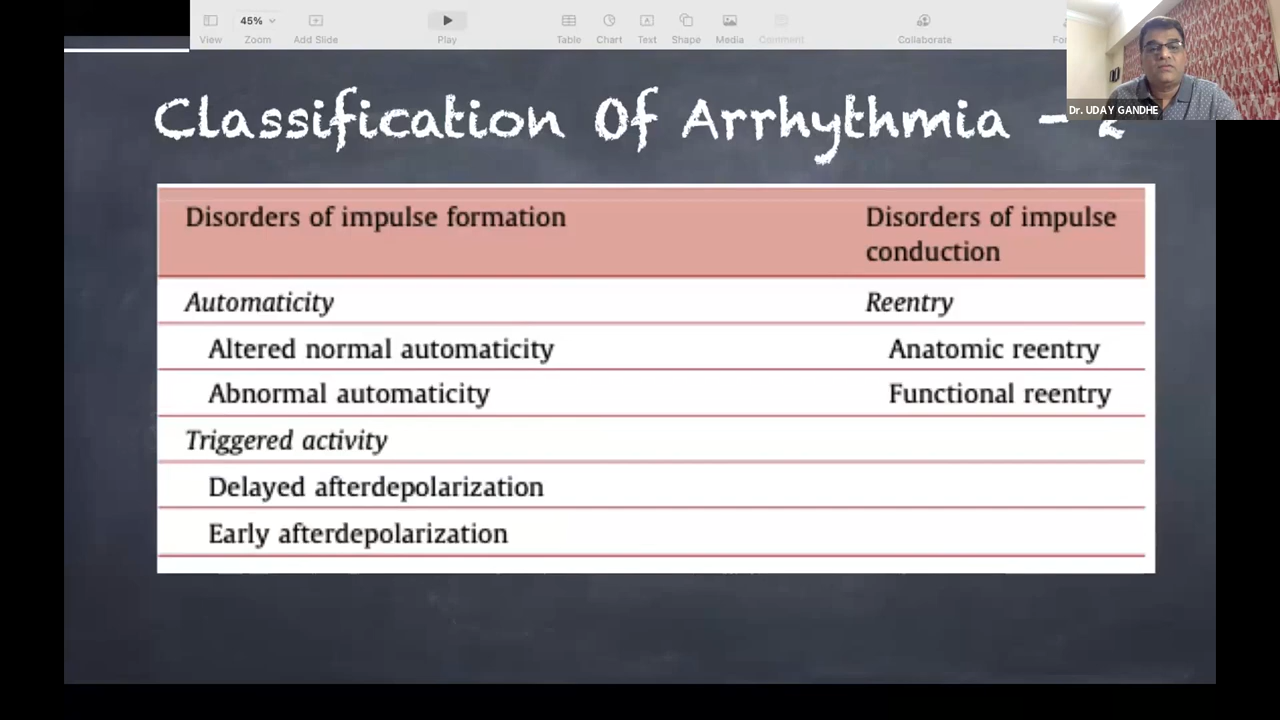 45%
View
Zoom
Add Slide
Play
Table
Chart
Text
Shape
Media
Comment
Collaborate
Dr. UDAY GANDHE
Classification Of Arrhythmia - 2
Disorders of impulse formation
Disorders of impulse
conduction
Automaticity
Reentry
Altered normal automaticity
Anatomic reentry
Abnormal automaticity
Functional reentry
Triggered activity
Delayed afterdepolarization
Early afterdepolarization